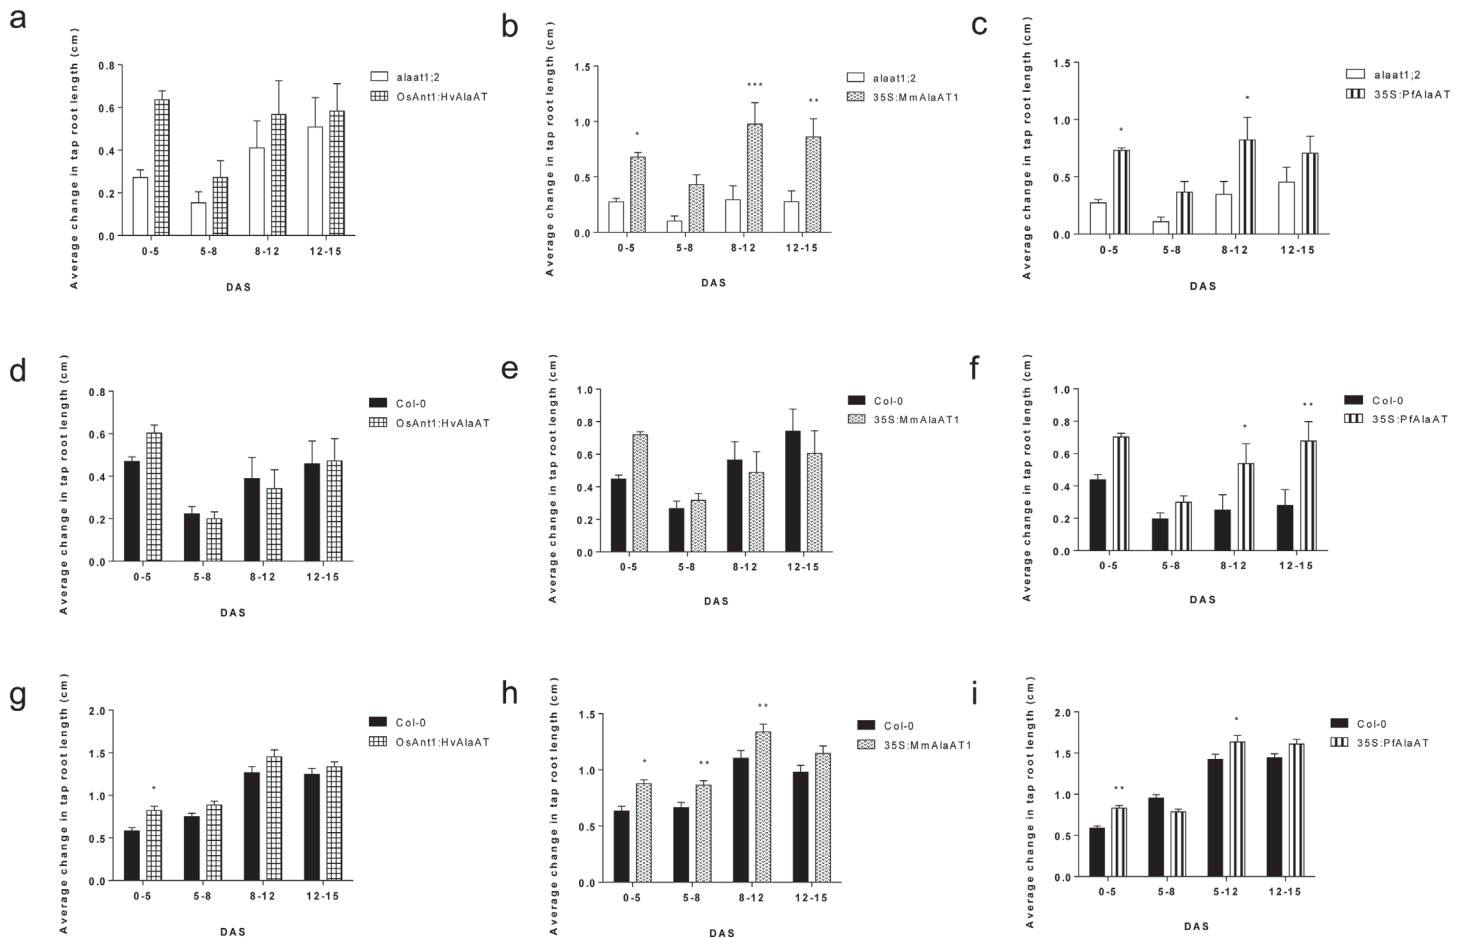 a
Average change in tap root length (cm)
0.8
0.6
0.4
0.2
0.0
0-5 5-8 8-12 12-15
DAS
alaat1;2
OsAnt1:HvAlaAT
b
Average change in tap root length (cm)
1.5
1.0
0.5
0.0
* *** **
0-5 5-8 8-12 12-15
DAS
alaat1;2
35S:MmAlaAT1
c
Average change in tap root length (cm)
1.5
1.0
0.5
0.0
* *
0-5 5-8 8-12 12-15
DAS
alaat1;2
35S:PfAlaAT
d
Average change in tap root length (cm)
0.8
0.6
0.4
0.2
0.0
0-5 5-8 8-12 12-15
DAS
Col-0
OsAnt1:HvAlaAT
e
Average change in tap root length (cm)
1.0
0.8
0.6
0.4
0.2
0.0
0-5 5-8 8-12 12-15
DAS
Col-0
35S:MmAlaAT1
f
Average change in tap root length (cm)
1.0
0.8
0.6
0.4
0.2
0.0
* **
0-5 5-8 8-12 12-15
DAS
Col-0
35S:PfAlaAT
g
Average change in tap root length (cm)
2.0
1.5
1.0
0.5
0.0
*
0-5 5-8 8-12 12-15
DAS
Col-0
OsAnt1:HvAlaAT
h
Average change in tap root length (cm)
1.5
1.0
0.5
0.0
* ** **
0-5 5-8 8-12 12-15
DAS
Col-0
35S:MmAlaAT1
i
Average change in tap root length (cm)
2.0
1.5
1.0
0.5
0.0
** *
0-5 5-8 5-12 12-15
DAS
Col-0
35S:PfAlaAT